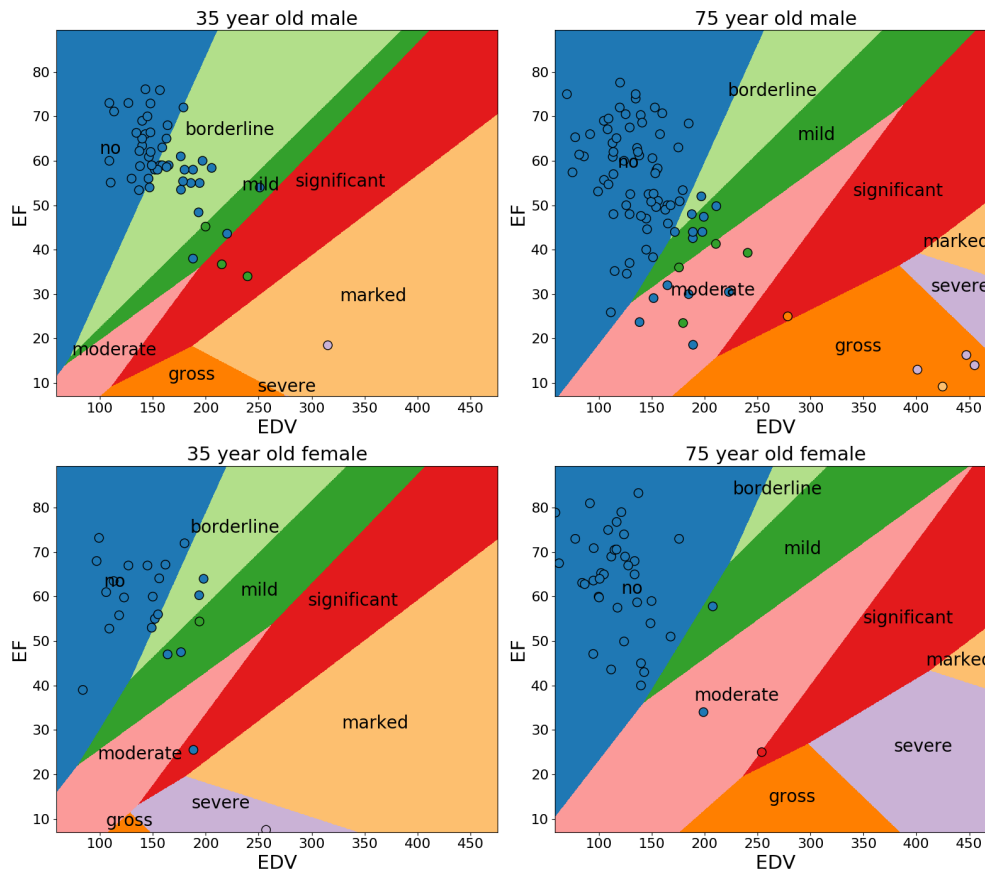 35 year old male
80
70
60
50
40
30
20
10
EF
no
borderline
mild
significant
marked
moderate
gross
severe
100
150
200
250
300
350
400
450
EDV
75 year old male
80
70
60
50
40
30
20
10
EF
no
borderline
mild
significant
marked
severe
moderate
gross
100
150
200
250
300
350
400
450
EDV
35 year old female
80
70
60
50
40
30
20
10
EF
no
borderline
mild
significant
marked
moderate
severe
gross
100
150
200
250
300
350
400
450
EDV
75 year old female
80
70
60
50
40
30
20
10
EF
borderline
mild
no
significant
marked
moderate
severe
gross
100
150
200
250
300
350
400
450
EDV